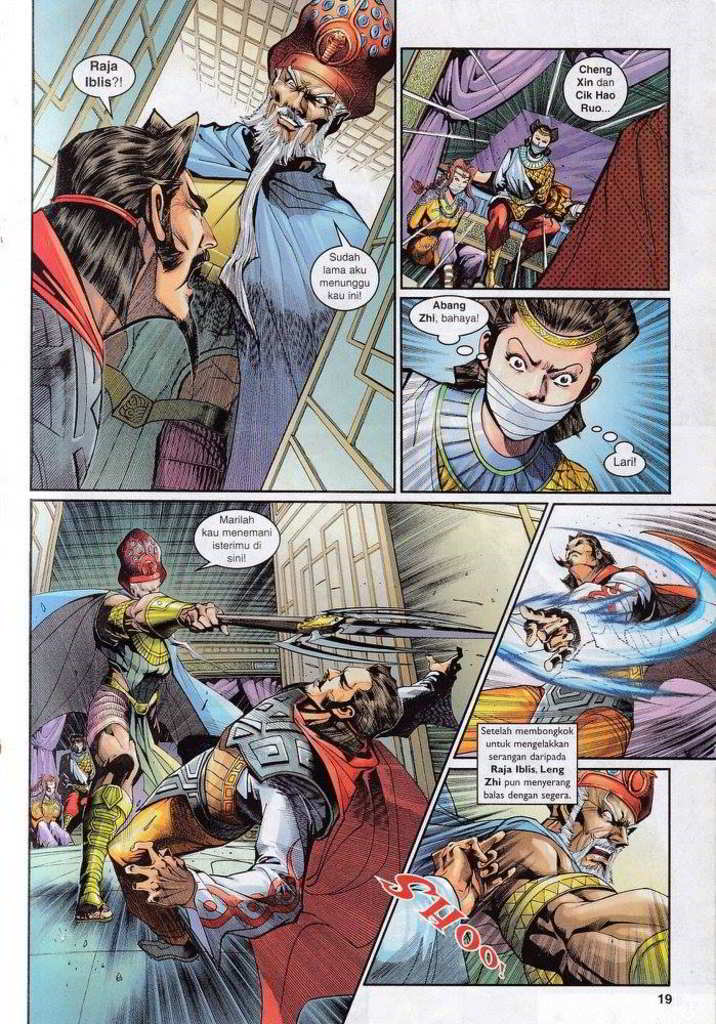 Raja
Iblis?!
Sudah
lama aku
menunggu
kau ini!
Cheng
Xin dan
Cik Hao
Ruo...
Abang
Zhi, bahaya!
Lari!
Marilah
kau menemani
isterimu di
sini!
Setelah membongkok
untuk mengelakkan
serangan daripada
Raja Iblis, Leng
Zhi pun menyerang
balas dengan segera.
SHOO!
19